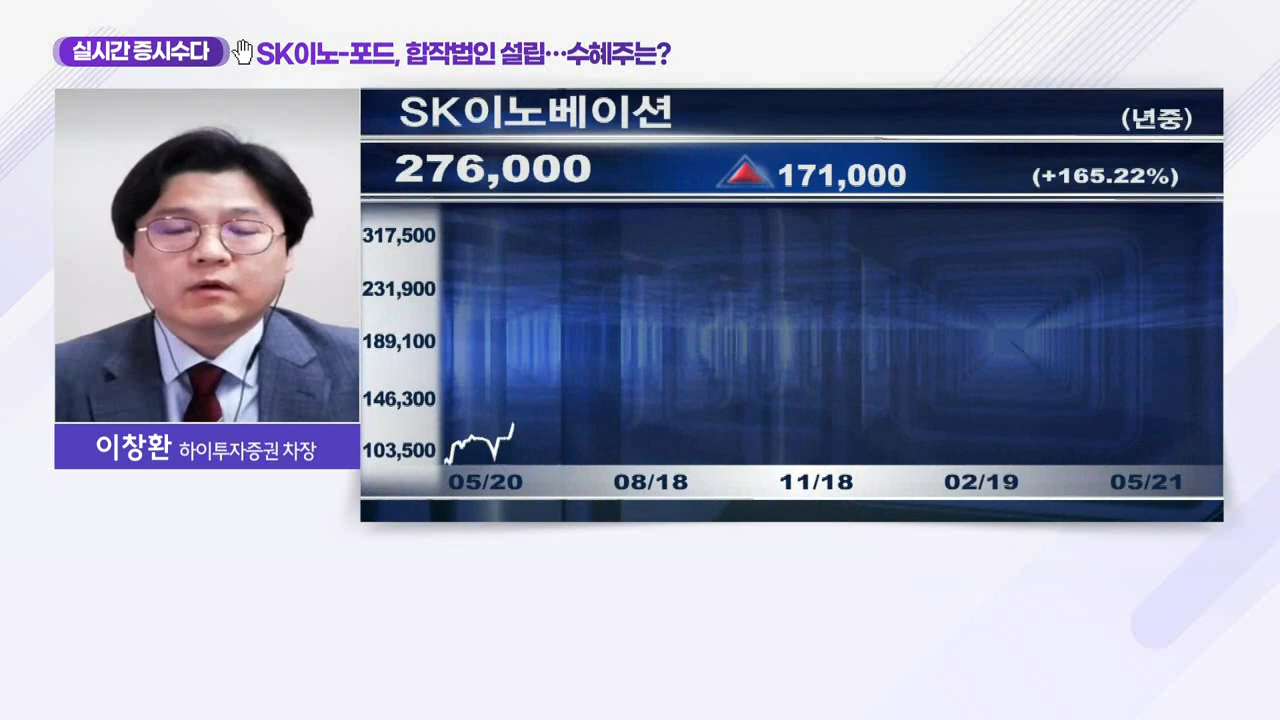 실시간 증시수다 SK이노-포드, 합작법인 설립…수혜주는?
SK이노베이션 (년중)
276,000 171,000 (+165.22%)
317,500
231,900
189,100
146,300
103,500
05/20 08/18 11/18 02/19 05/21
이창환 하이투자증권 차장